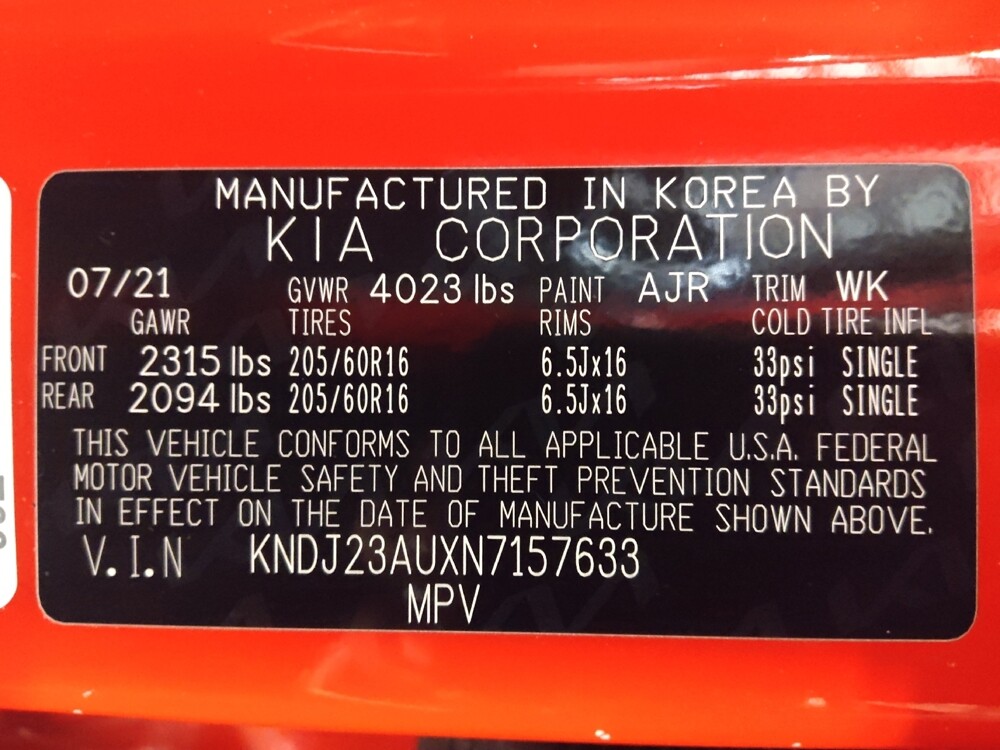 MANUFACTURED IN KOREA BY
KIA CORPORATION
07/21 GVWR 4023 lbs PAINT AJR TRIM WK
GAWR TIRES RIMS COLD TIRE INFL
FRONT 2315 lbs 205/60R16 6.5Jx16 33psi SINGLE
REAR 2094 lbs 205/60R16 6.5Jx16 33psi SINGLE
THIS VEHICLE CONFORMS TO ALL APPLICABLE U.S.A. FEDERAL
MOTOR VEHICLE SAFETY AND THEFT PREVENTION STANDARDS
IN EFFECT ON THE DATE OF MANUFACTURE SHOWN ABOVE.
V.I.N KNDJ23AUXN7157633
MPV